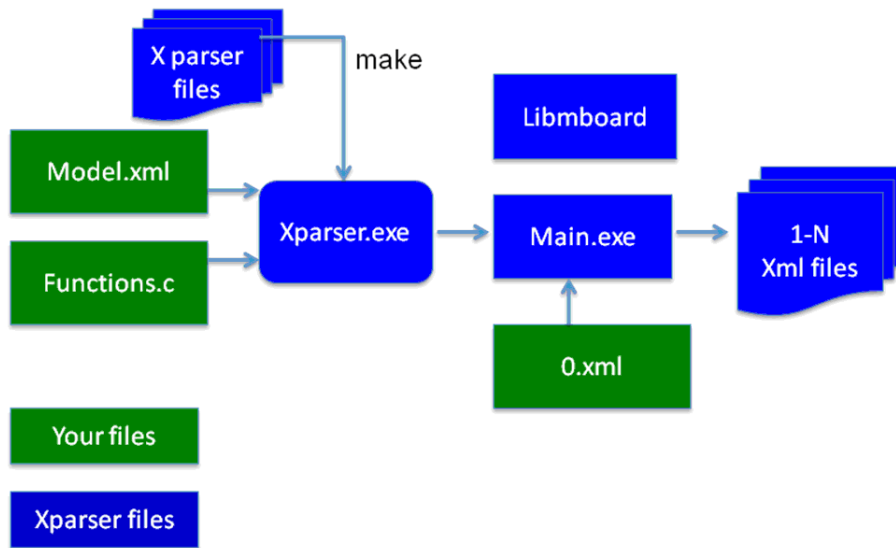 X parser
files
make
Libmboard
Model.xml
Xparser.exe
Main.exe
1-N
Xml files
Functions.c
0.xml
Your files
Xparser files